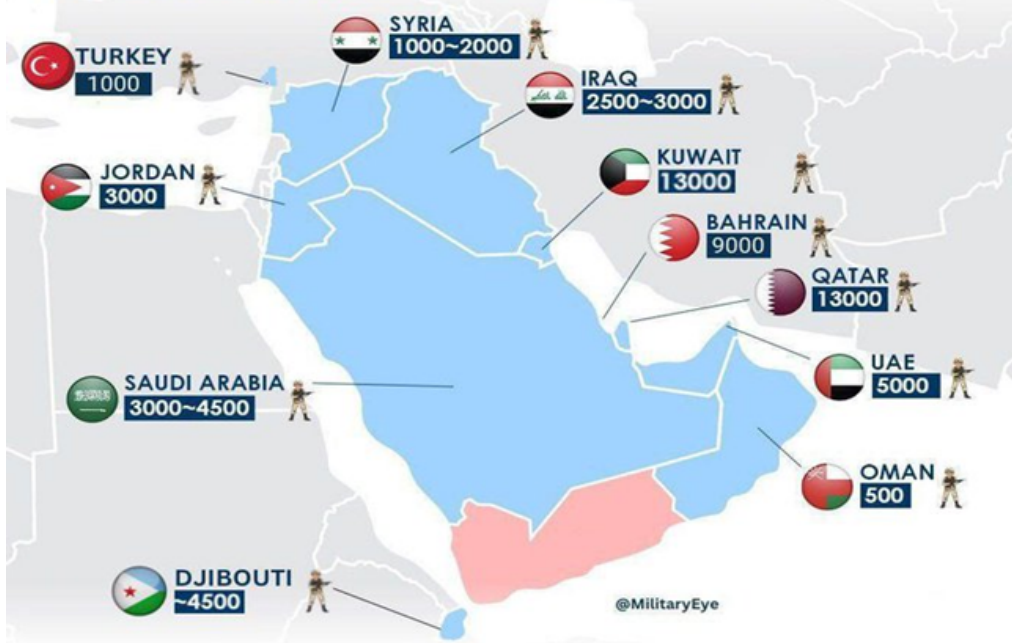 SYRIA
1000~2000
TURKEY
1000
IRAQ
2500~3000
KUWAIT
13000
JORDAN
3000
BAHRAIN
9000
QATAR
13000
UAE
5000
SAUDI ARABIA
3000~4500
OMAN
500
DJIBOUTI
~4500
@MilitaryEye